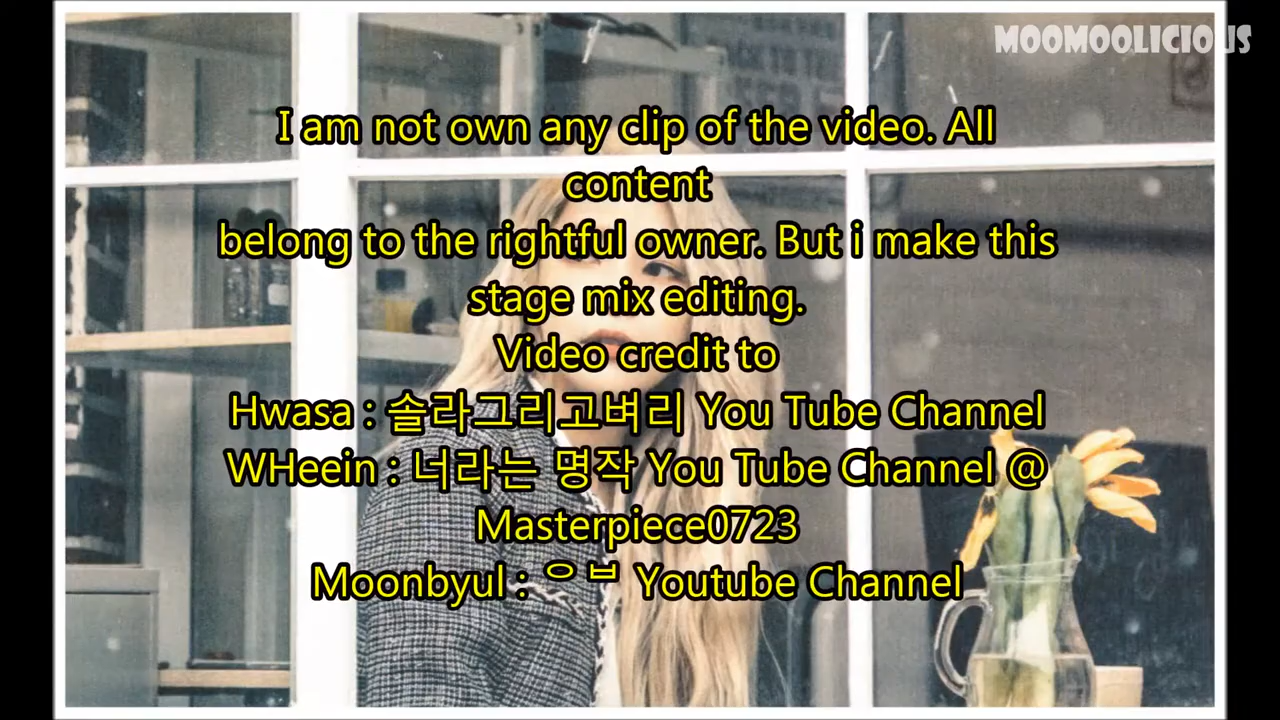 MOOMOOLICIOUS
I am not own any clip of the video. All
content
belong to the rightful owner. But i make this
stage mix editing.
Video credit to
Hwasa : 솔라그리고벼리 You Tube Channel
WHeein : 너라는 명작 You Tube Channel @
Masterpiece0723
Moonbyul : ᄋᄇ Youtube Channel